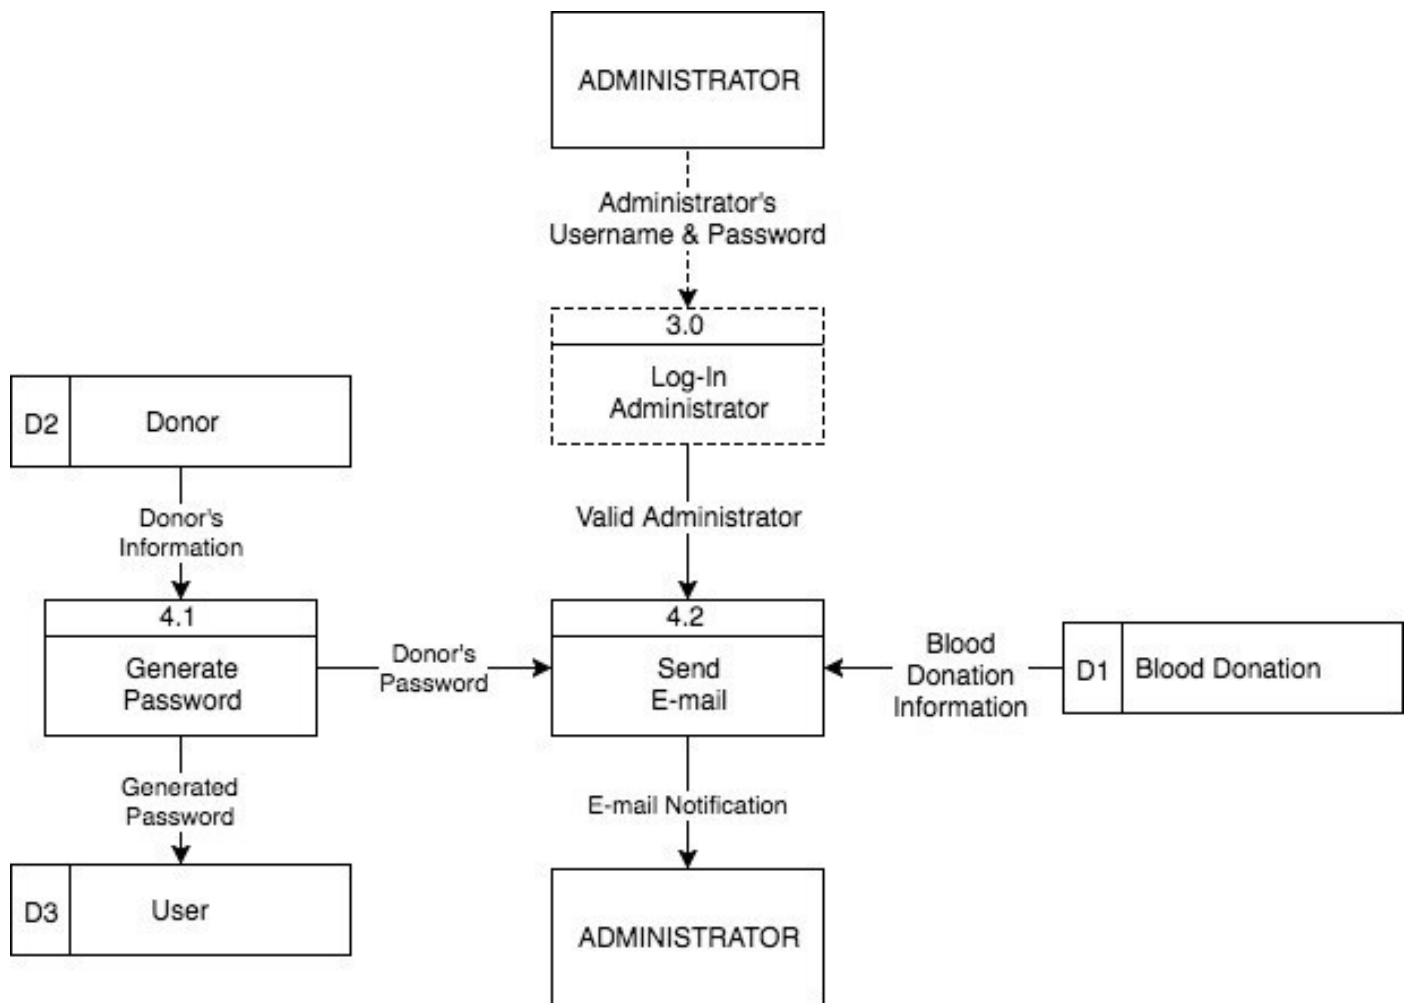 ADMINISTRATOR
Administrator's
Username & Password
3.0
Log-In
Administrator
D2
Donor
Donor's
Information
Valid Administrator
4.1
Generate
Password
Donor's
Password
4.2
Send
E-mail
Blood
Donation
Information
D1
Blood Donation
Generated
Password
E-mail Notification
D3
User
ADMINISTRATOR